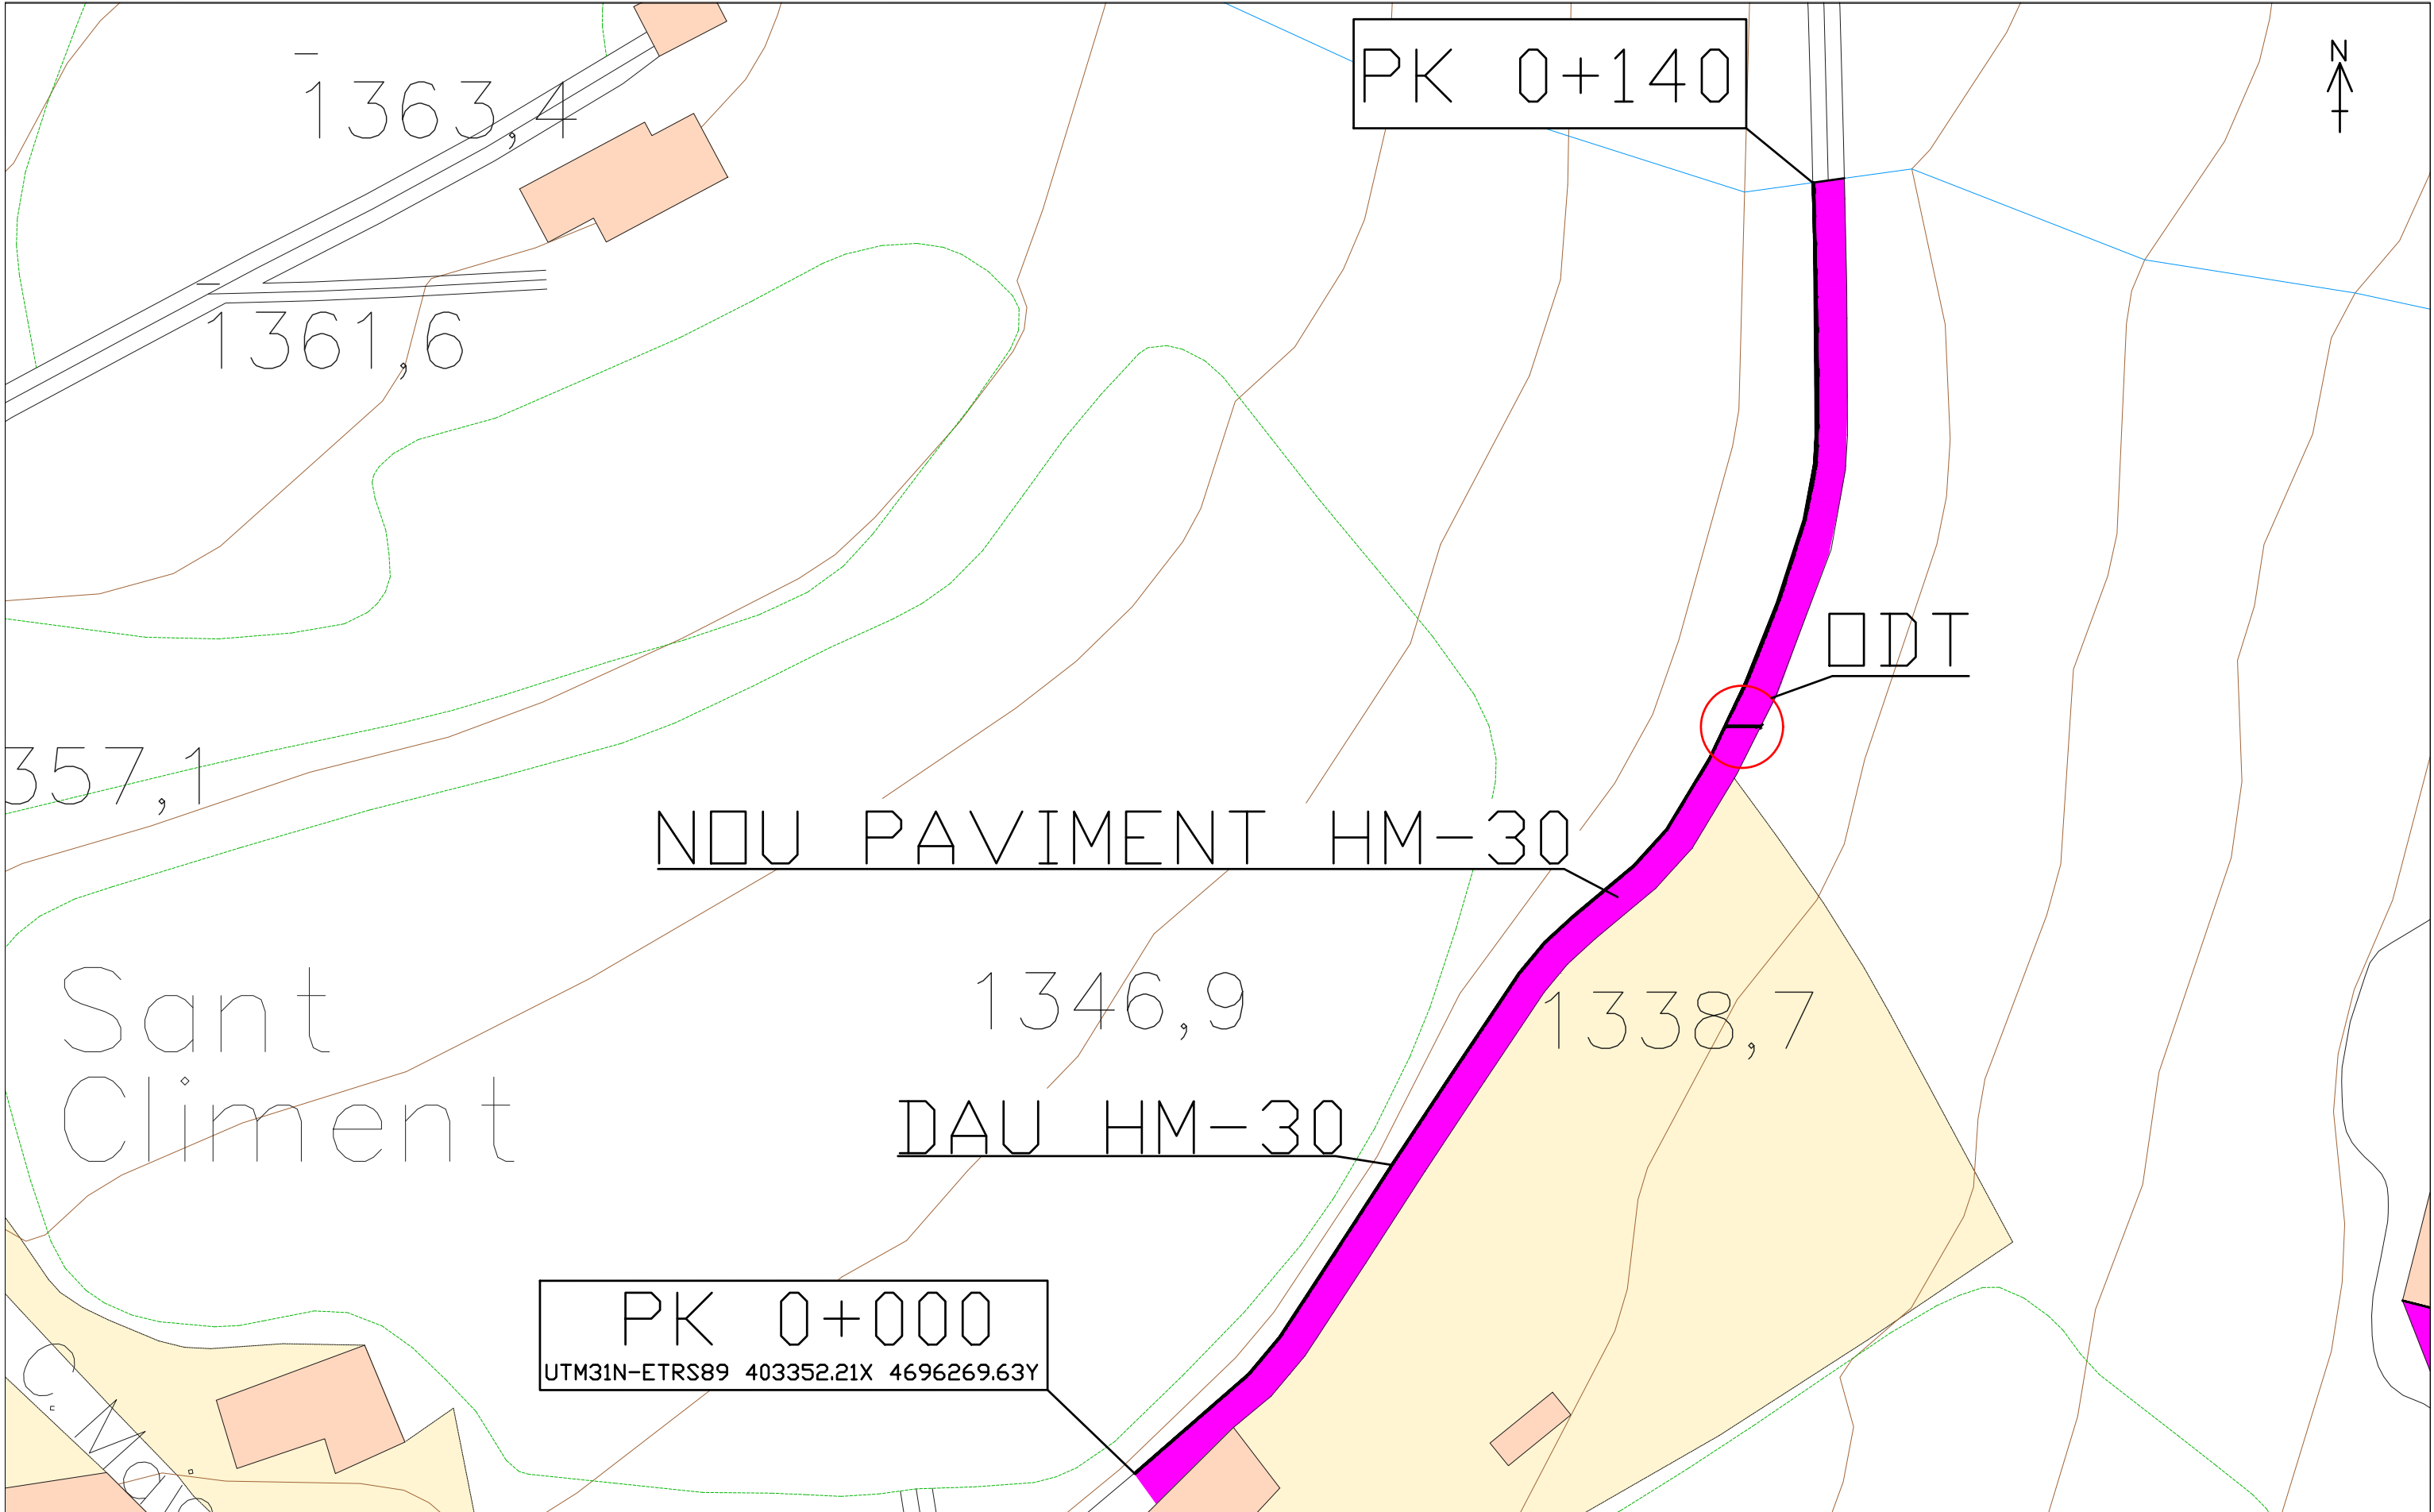 PK 0+140
N
1363,4
1361,6
ODT
357,1
NOU PAVIMENT HM-30
Sant
Climent
1346,9
1338,7
DAU HM-30
PK 0+000
UTM31N-ETRS89 403352.21X 4696269.63Y